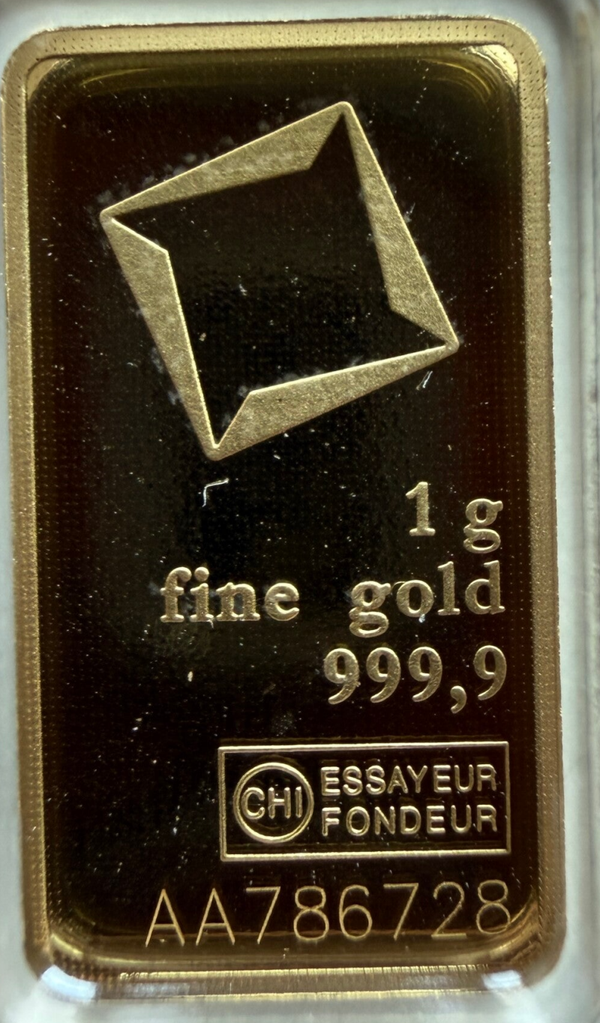 1 g
fine gold
999,9
CHI ESSAYEUR
FONDEUR
AA786728